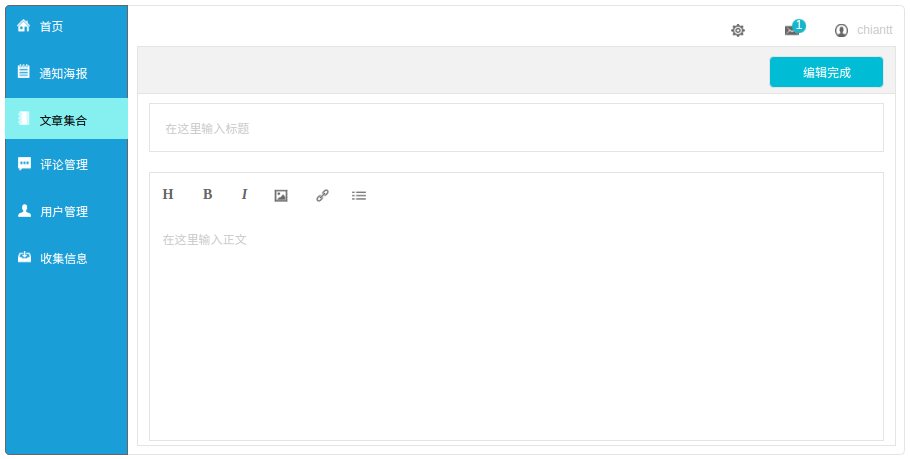 首页
通知海报
文章集合
评论管理
用户管理
收集信息
1
chiantt
编辑完成
在这里输入标题
H B I
在这里输入正文